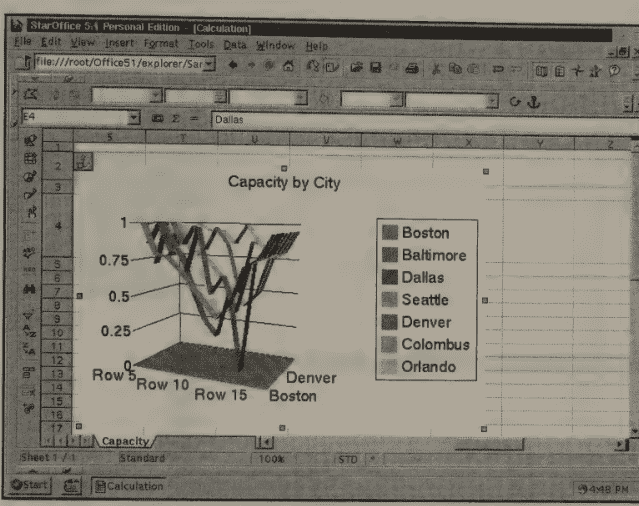 StarOffice 5.1 Personal Edition - [Calculation]
File Edit View Insert Format Tools Data Window Help
file:///root/Office51/explorer/Sar
E4
Σ =
Dallas
S T U V W X Y Z
1
2
3
4
5
6
7
8
9
10
11
12
13
14
15
16
17
Capacity by City
1
0.75
0.5
0.25
0
Row 5
Row 10
Row 15
Denver
Boston
Boston
Baltimore
Dallas
Seattle
Denver
Colombus
Orlando
Capacity
Sheet 1 / 1 Standard 100% STD *
Start Calculation 4:48 PM